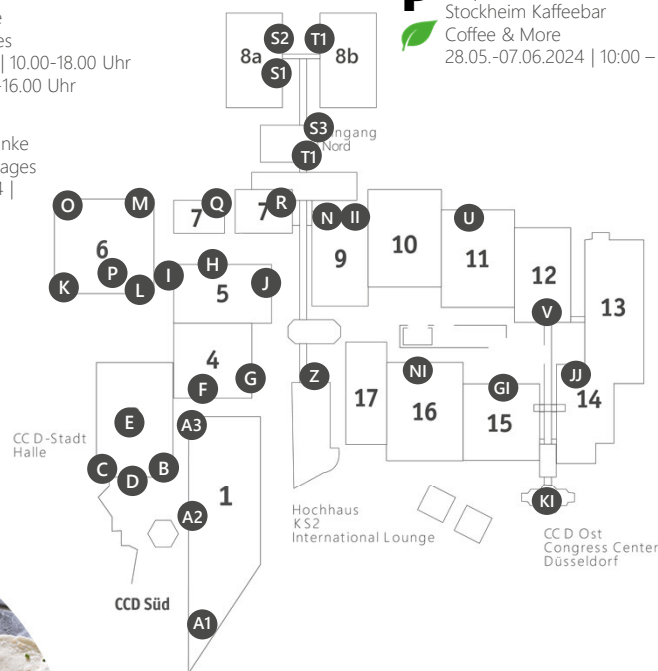 es
| 10.00-18.00 Uhr
-16.00 Uhr
nke
ages
4 |
P
Stockheim Kaffeebar
Coffee & More
28.05.-07.06.2024 | 10:00 –
S2
T1
8a
8b
S1
S3
ngang
Nord
T1
O
M
7
Q
7
R
N
II
U
6
9
10
11
12
13
P
H
K
L
I
5
J
V
4
F
G
Z
17
NI
16
GI
15
JJ
14
E
A3
CCD-Stadt
Halle
C
D
B
1
A2
KI
Hochhaus
KS2
International Lounge
CCD Ost
Congress Center
Düsseldorf
CCD Süd
A1